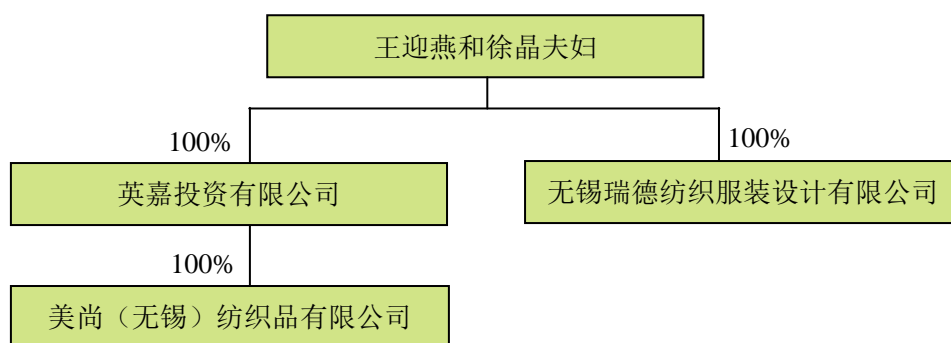 王迎燕和徐晶夫妇
100%
100%
英嘉投资有限公司
无锡瑞德纺织服装设计有限公司
100%
美尚（无锡）纺织品有限公司